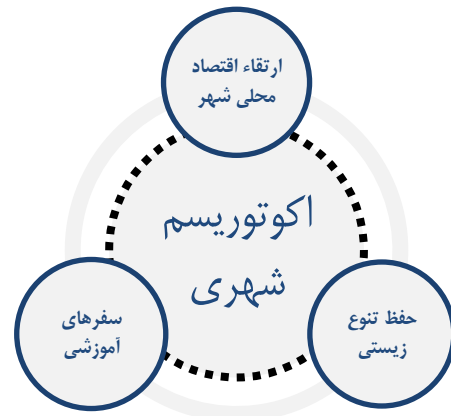 ارتقاء اقتصاد
محلی شهر
اکوتوریسم
شهری
حفظ تنوع
زیستی
سفرهای
آموزشی